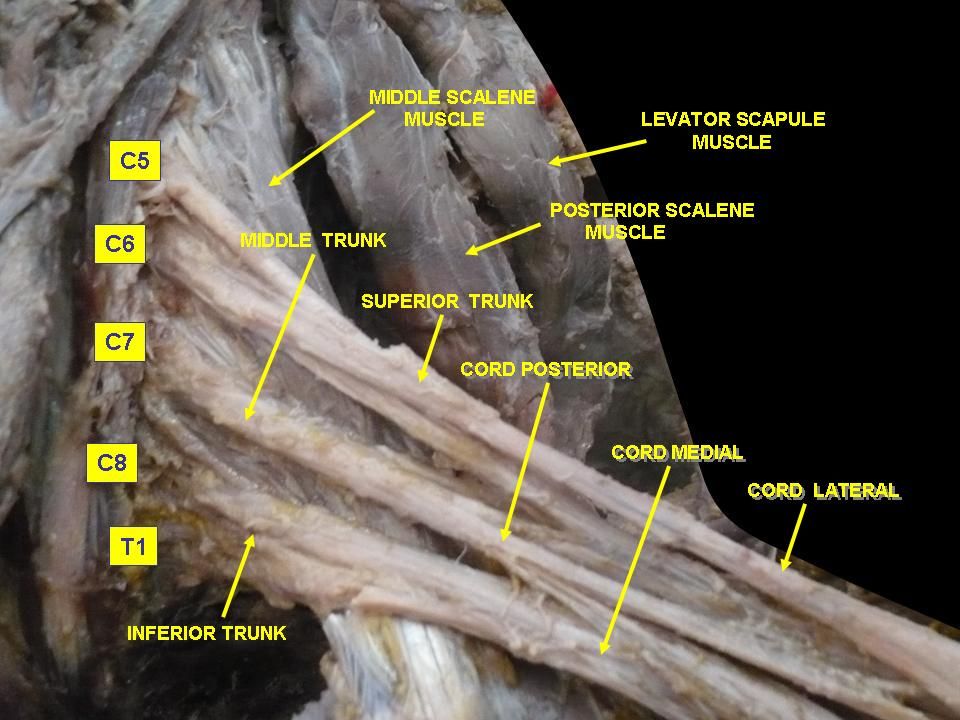 MIDDLE SCALENE
MUSCLE
LEVATOR SCAPULE
MUSCLE
C5
POSTERIOR SCALENE
MUSCLE
C6
MIDDLE TRUNK
SUPERIOR TRUNK
C7
CORD POSTERIOR
CORD MEDIAL
C8
CORD LATERAL
T1
INFERIOR TRUNK